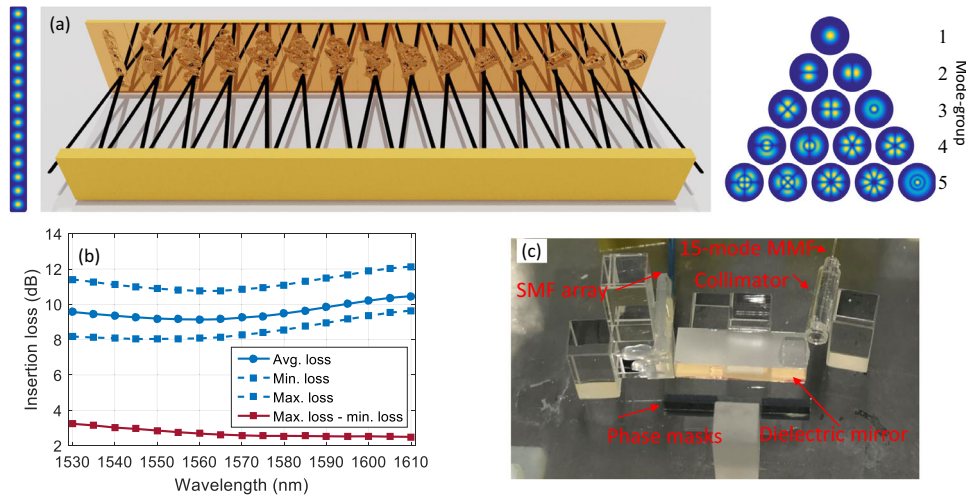 (a)
1
2
3
4
5
Mode-group
(b)
14
12
10
8
6
4
2
Insertion loss (dB)
Avg. loss
Min. loss
Max. loss
Max. loss - min. loss
1530 1540 1550 1560 1570 1580 1590 1600 1610
Wavelength (nm)
(c)
15-mode MMF
Collimator
SMF array
Phase masks
Dielectric mirror